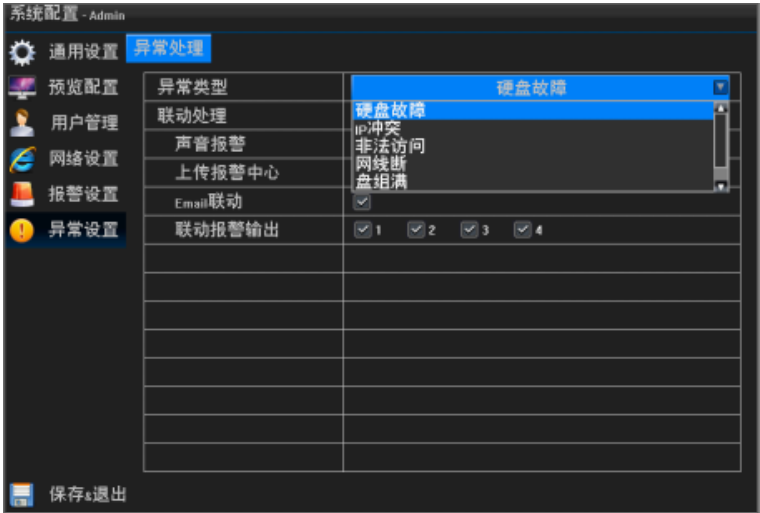 系统配置 - Admin
通用设置
异常处理
预览配置
异常类型
硬盘故障
用户管理
联动处理
硬盘故障
IP冲突
声音报警
非法访问
网络设置
网线断
上传报警中心
盘组满
报警设置
Email联动
异常设置
联动报警输出
1 2 3 4
保存&退出